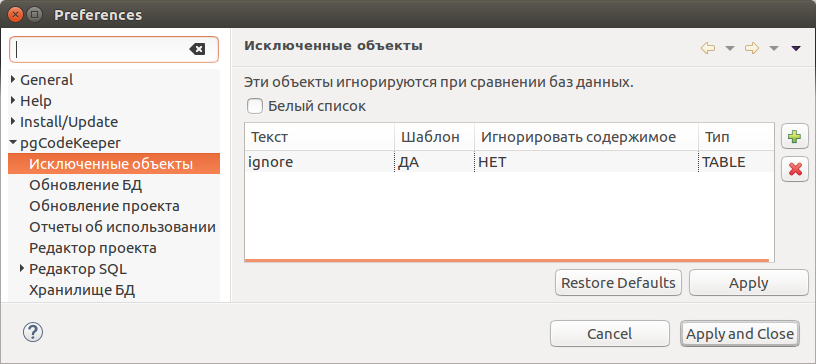 Preferences
General
Help
Install/Update
pgCodeKeeper
Исключенные объекты
Обновление БД
Обновление проекта
Отчеты об использовании
Редактор проекта
Редактор SQL
Хранилище БД
Исключенные объекты
Эти объекты игнорируются при сравнении баз данных.
Белый список
Текст Шаблон Игнорировать содержимое Тип
ignore ДА НЕТ TABLE
Restore Defaults Apply
Cancel Apply and Close